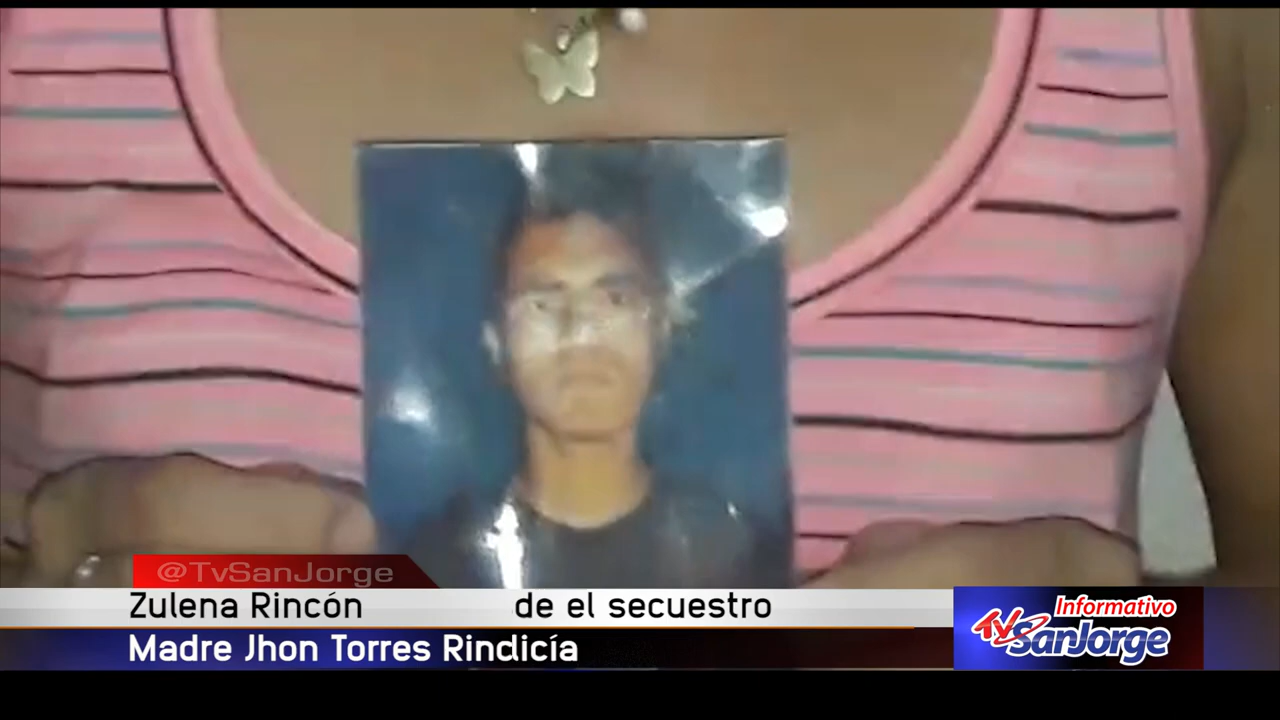 @TvSanJorge
Zulena Rincón de el secuestro
Madre Jhon Torres Rindicía
Informativo
TV SanJorge